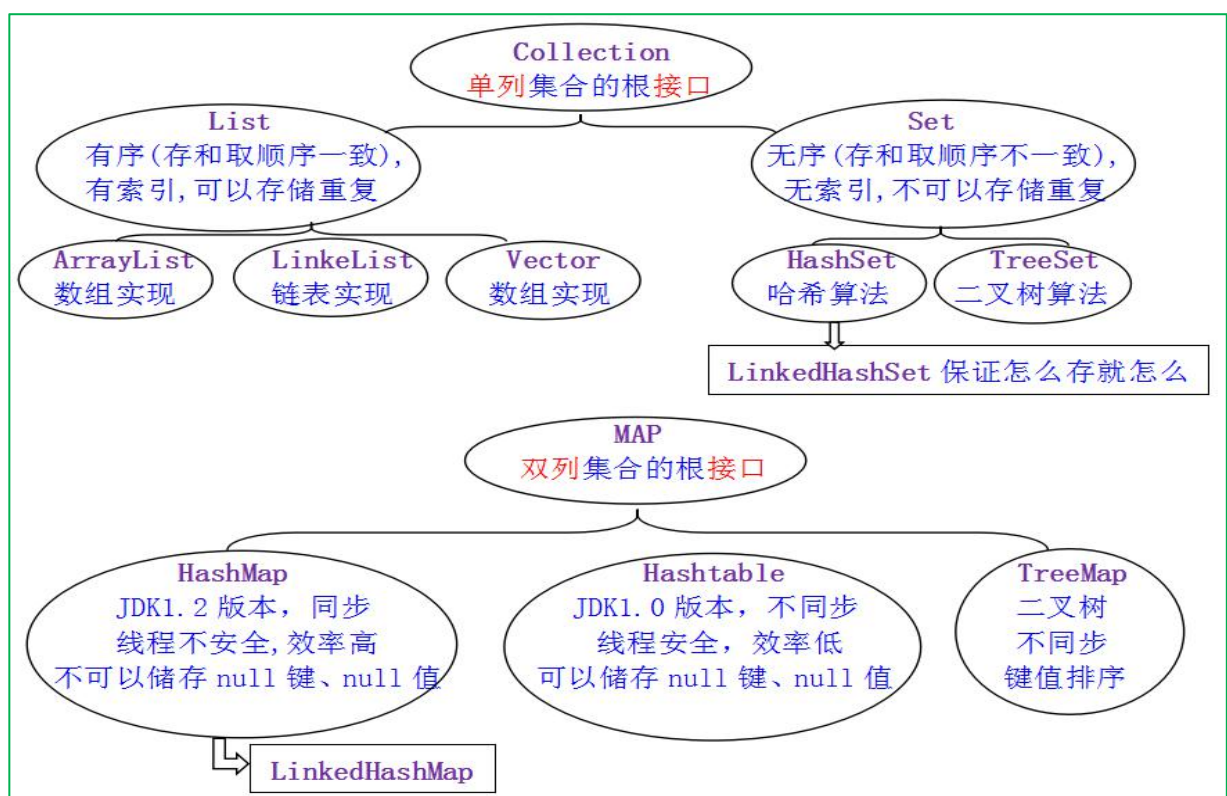 Collection
单列集合的根接口
List
有序(存和取顺序一致),
有索引,可以存储重复
Set
无序(存和取顺序不一致),
无索引,不可以存储重复
ArrayList
数组实现
LinkeList
链表实现
Vector
数组实现
HashSet
哈希算法
TreeSet
二叉树算法
LinkedHashSet 保证怎么存就怎么
MAP
双列集合的根接口
HashMap
JDK1.2 版本，同步
线程不安全,效率高
不可以储存 null 键、null 值
Hashtable
JDK1.0 版本，不同步
线程安全，效率低
可以储存 null 键、null 值
TreeMap
二叉树
不同步
键值排序
LinkedHashMap